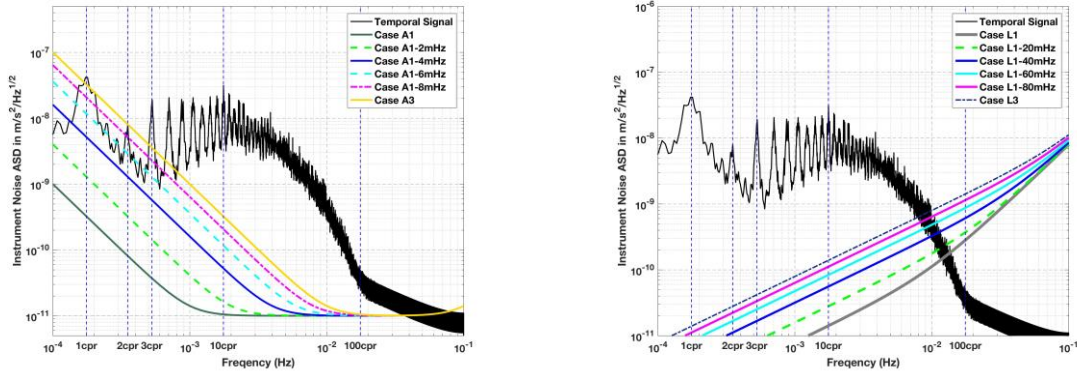 Instrument Noise ASD in m/s²/Hz^1/2
10^-7
10^-8
10^-9
10^-10
10^-11
Temporal Signal
Case A1
Case A1-2mHz
Case A1-4mHz
Case A1-6mHz
Case A1-8mHz
Case A3
10^-4 1cpr 2cpr 3cpr 10^-3 10cpr 10^-2 100cpr 10^-1
Freqency (Hz)
Instrument Noise ASD in m/s²/Hz^1/2
10^-6
10^-7
10^-8
10^-9
10^-10
10^-11
Temporal Signal
Case L1
Case L1-20mHz
Case L1-40mHz
Case L1-60mHz
Case L1-80mHz
Case L3
10^-4 1cpr 2cpr 3cpr 10^-3 10cpr 10^-2 100cpr 10^-1
Freqency (Hz)